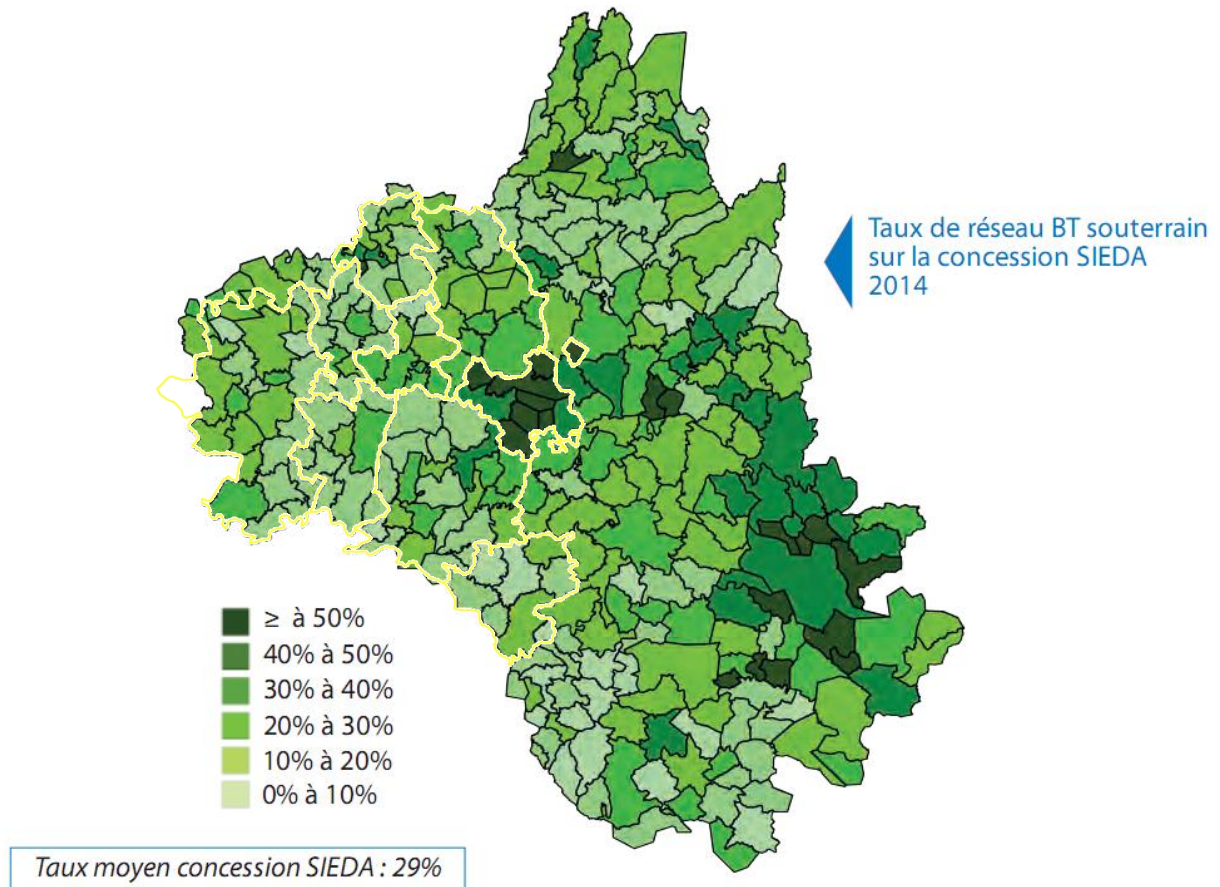 Taux de réseau BT souterrain
sur la concession SIEDA
2014
≥ à 50%
40% à 50%
30% à 40%
20% à 30%
10% à 20%
0% à 10%
Taux moyen concession SIEDA : 29%